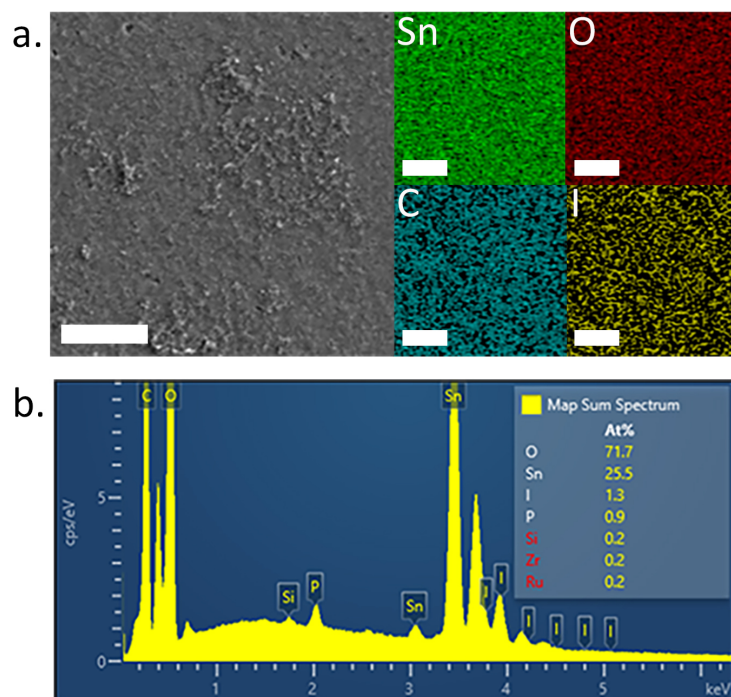 a.
Sn
O
C
I
b.
C
O
Sn
Map Sum Spectrum
At%
O 71.7
Sn 25.5
I 1.3
P 0.9
Si 0.2
Zr 0.2
Ru 0.2
5
cps/eV
Si
P
Sn
I
I
I
I
I
I
0
1
2
3
4
5
keV